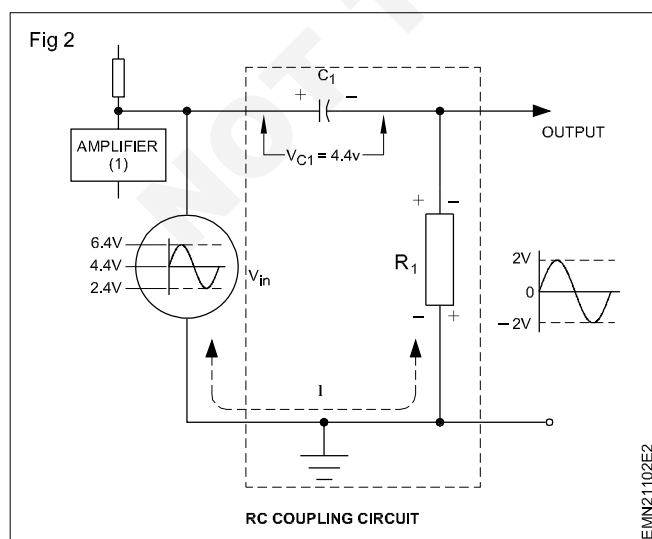 Fig 2
C1
+ −
AMPLIFIER
(1)
VC1 = 4.4v
OUTPUT
6.4V
4.4V
2.4V
Vin
+ −
R1
− +
2V
0
− 2V
I
RC COUPLING CIRCUIT
EMN21102E2
NOT